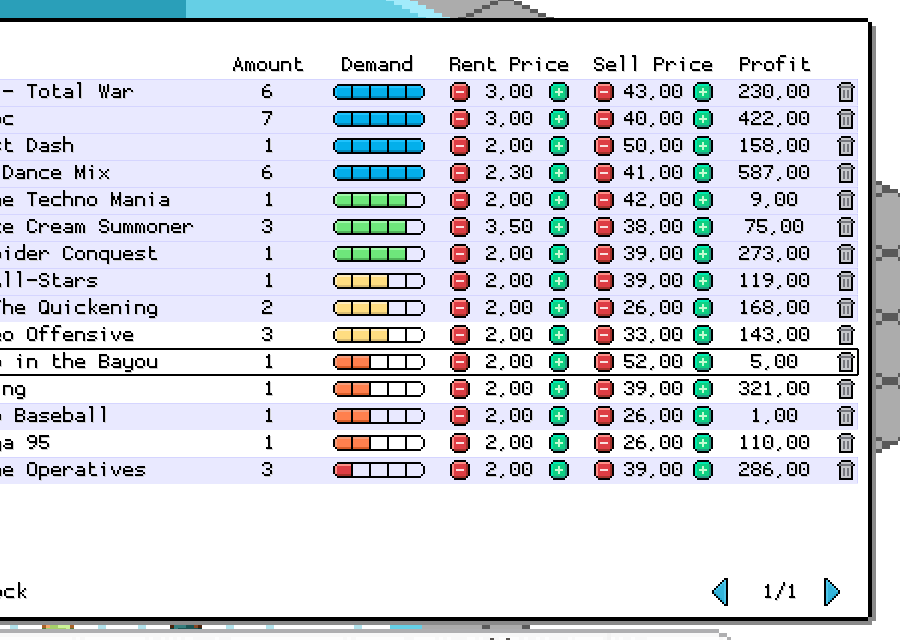 Amount Demand Rent Price Sell Price Profit
- Total War 6 3,00 43,00 230,00
oc 7 3,00 40,00 422,00
t Dash 1 2,00 50,00 158,00
Dance Mix 6 2,30 41,00 587,00
e Techno Mania 1 2,00 42,00 9,00
e Cream Summoner 3 3,50 38,00 75,00
ider Conquest 1 2,00 39,00 273,00
ll-Stars 1 2,00 39,00 119,00
The Quickening 2 2,00 26,00 168,00
o Offensive 3 2,00 33,00 143,00
o in the Bayou 1 2,00 52,00 5,00
ng 1 2,00 39,00 321,00
o Baseball 1 2,00 26,00 1,00
ga 95 1 2,00 26,00 110,00
e Operatives 3 2,00 39,00 286,00
ock 1/1